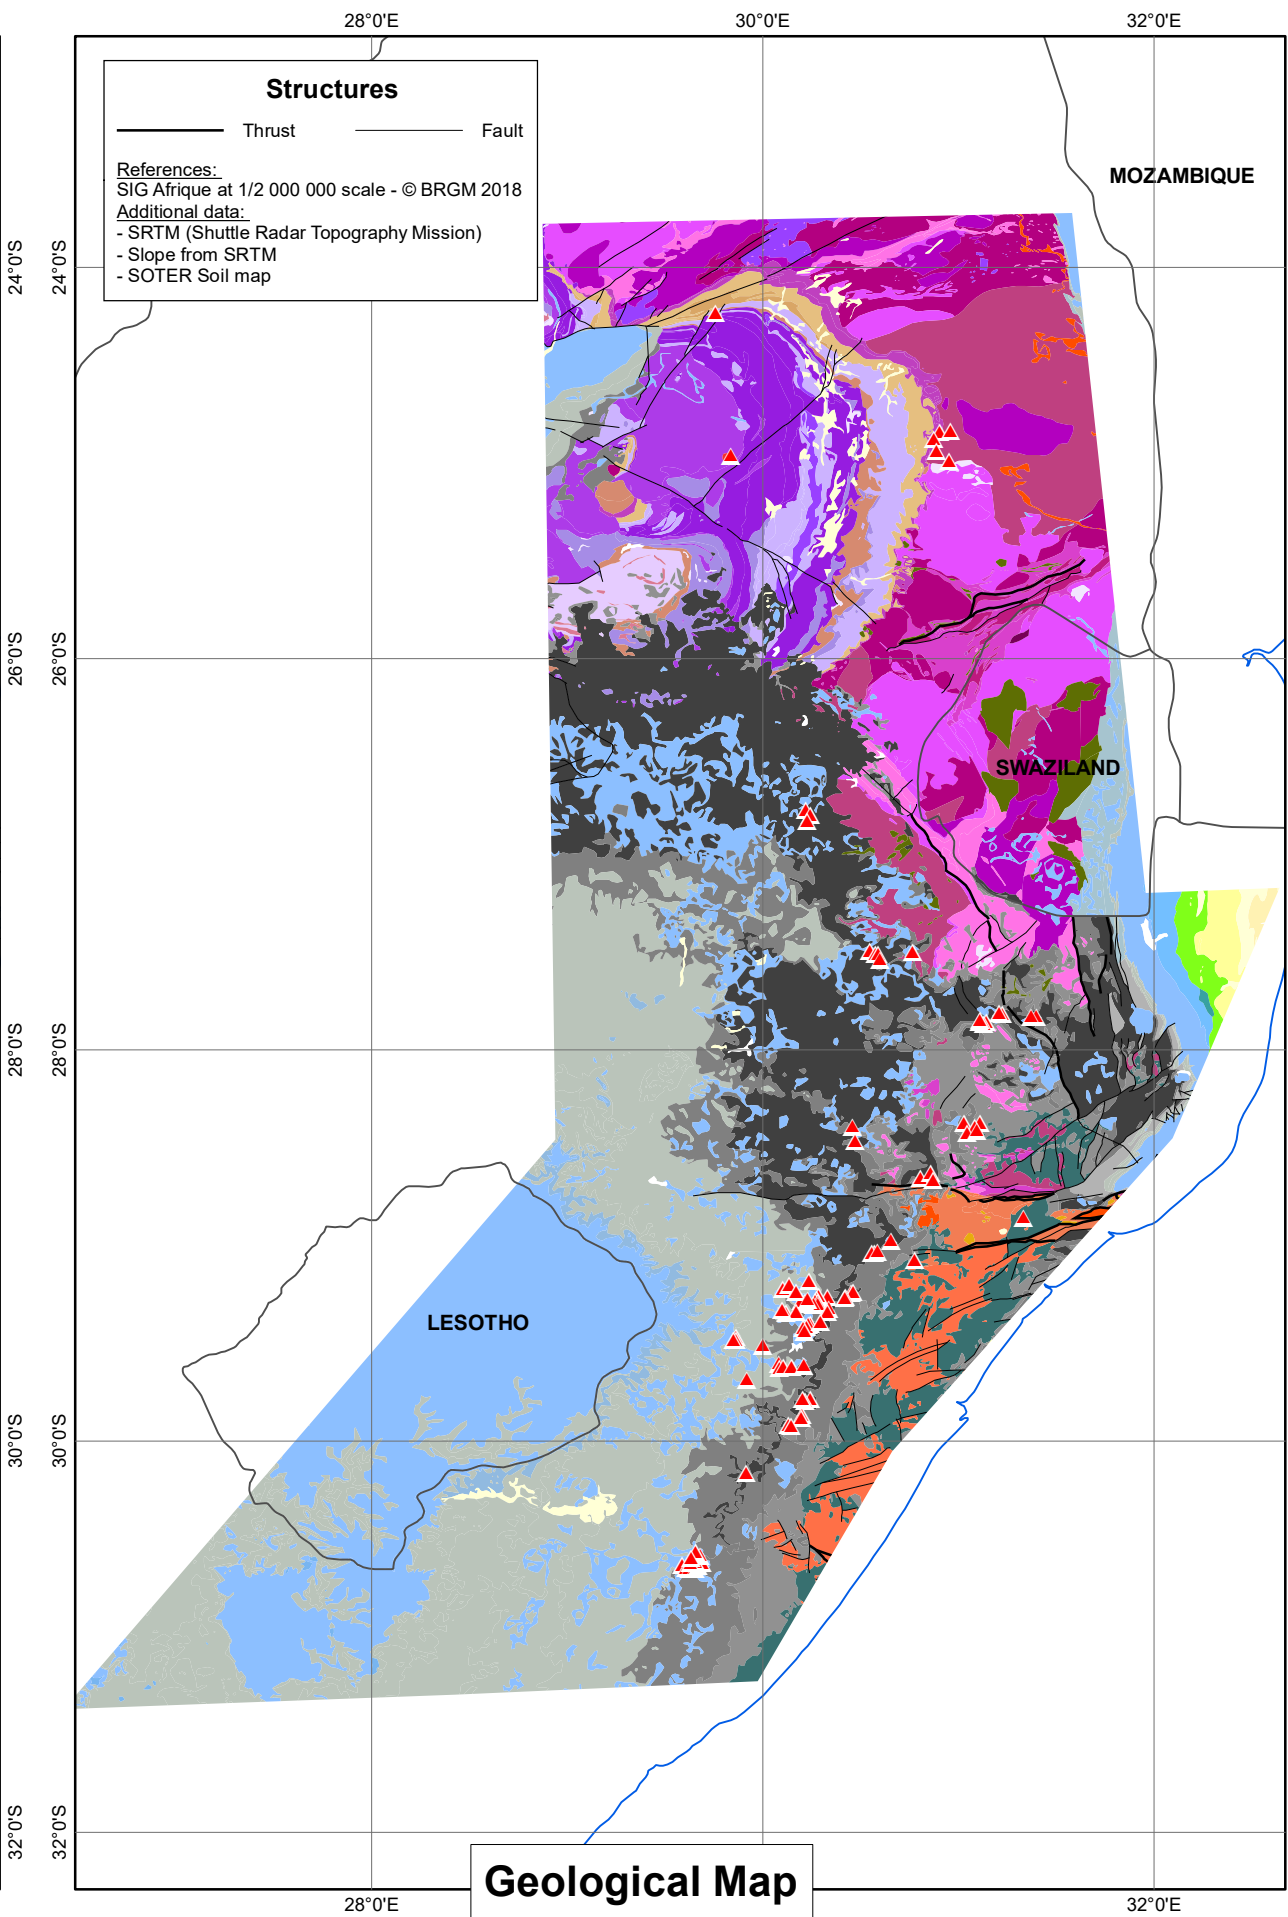 28°0'E 30°0'E 32°0'E
Structures
Thrust Fault
References:
SIG Afrique at 1/2 000 000 scale - © BRGM 2018
Additional data:
- SRTM (Shuttle Radar Topography Mission)
- Slope from SRTM
- SOTER Soil map
MOZAMBIQUE
24°0'S 24°0'S
26°0'S 26°0'S
SWAZILAND
28°0'S 28°0'S
LESOTHO
30°0'S 30°0'S
32°0'S 32°0'S
Geological Map
28°0'E 32°0'E